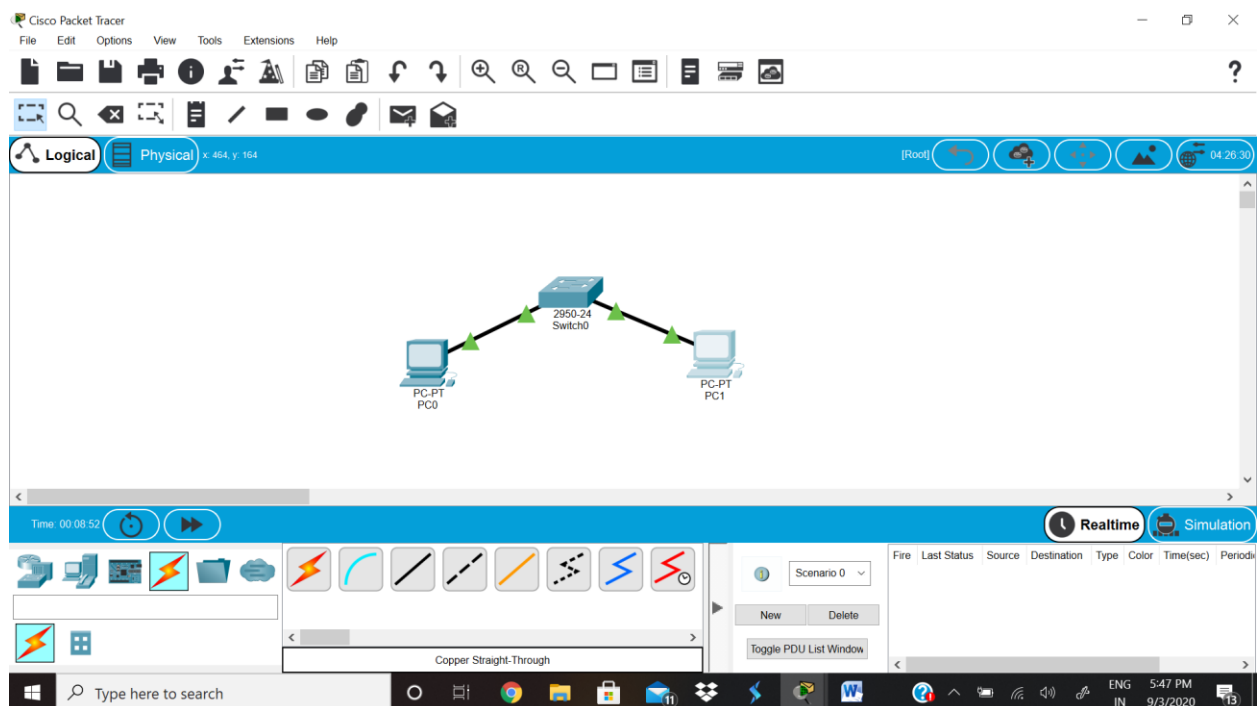 Cisco Packet Tracer
File Edit Options View Tools Extensions Help
?
Logical Physical x: 464, y: 164 [Root] 04:26:30
2950-24
Switch0
PC-PT
PC0
PC-PT
PC1
Time: 00:08:52 Realtime Simulation
Fire Last Status Source Destination Type Color Time(sec) Periodi
Scenario 0
New Delete
Toggle PDU List Window
Copper Straight-Through
Type here to search
11
ENG
IN
5:47 PM
9/3/2020
13